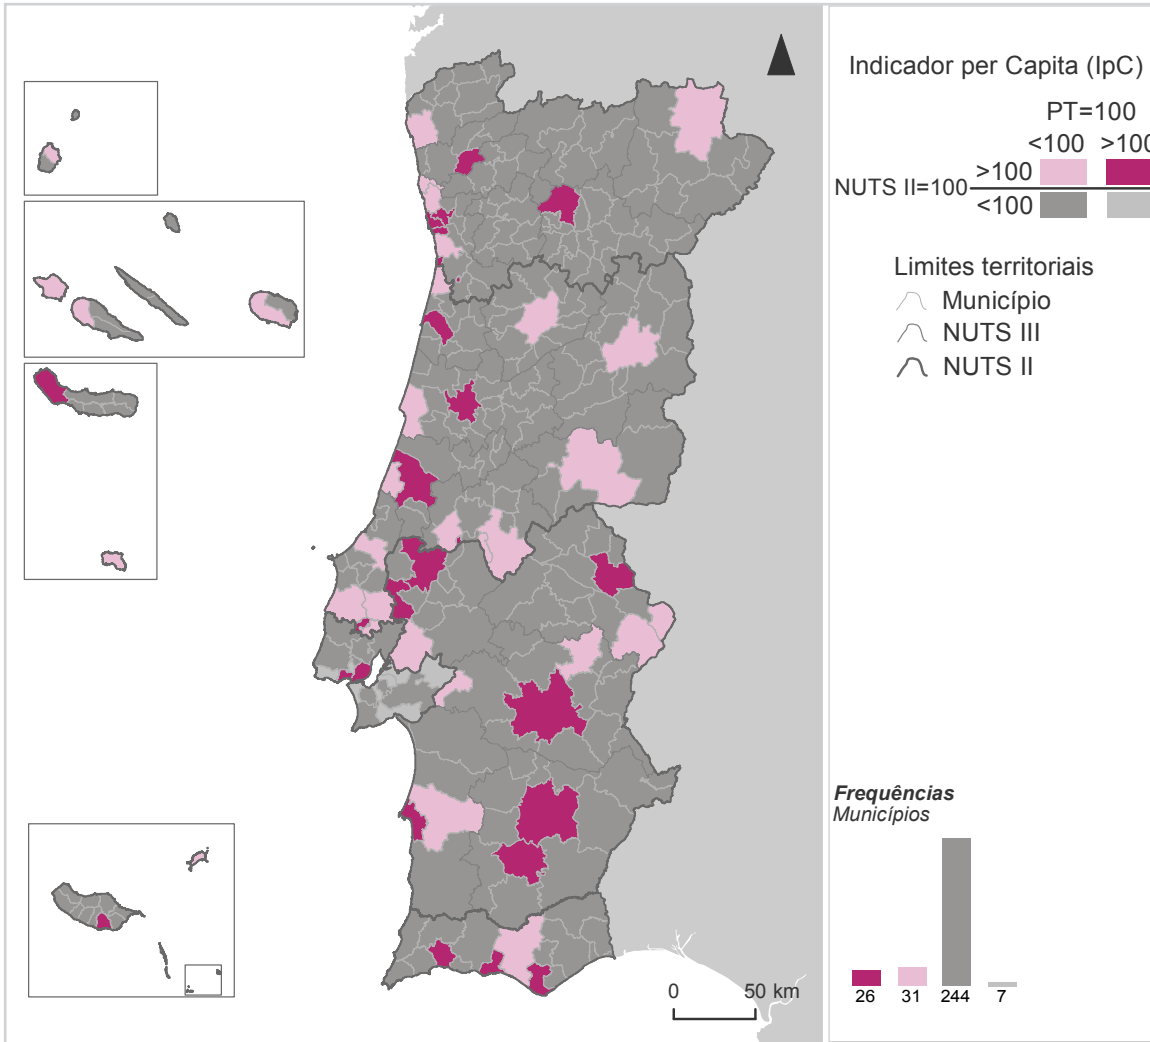 Indicador per Capita (IpC)
PT=100
<100 >100
NUTS II=100 >100
<100
Limites territoriais
Município
NUTS III
NUTS II
Frequências
Municípios
26 31 244 7
0 50 km